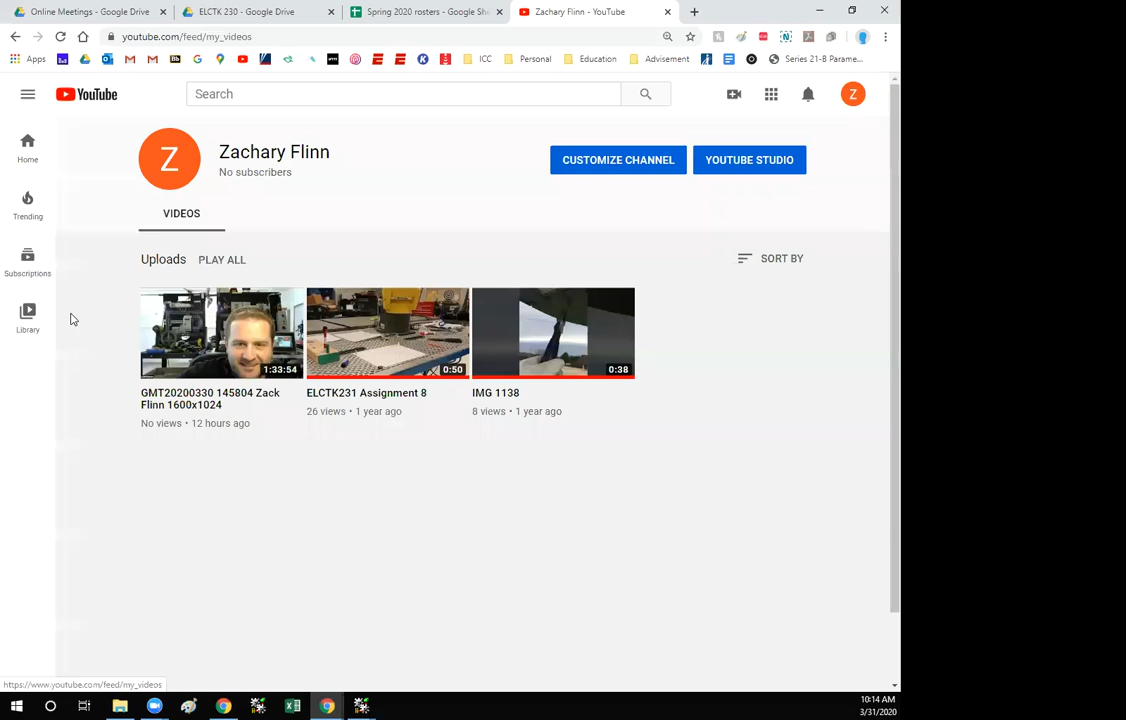 Online Meetings - Google Drive
ELCTK 230 - Google Drive
Spring 2020 rosters - Google She
Zachary Flinn - YouTube
youtube.com/feed/my_videos
Apps
ICC
Personal
Education
Advisement
Series 21-B Parame...
YouTube
Search
Z
Home
Trending
Subscriptions
Library
Z
Zachary Flinn
No subscribers
CUSTOMIZE CHANNEL
YOUTUBE STUDIO
VIDEOS
Uploads PLAY ALL
SORT BY
1:33:54
0:50
0:38
GMT20200330 145804 Zack
Flinn 1600x1024
No views • 12 hours ago
ELCTK231 Assignment 8
26 views • 1 year ago
IMG 1138
8 views • 1 year ago
https://www.youtube.com/feed/my_videos
10:14 AM
3/31/2020